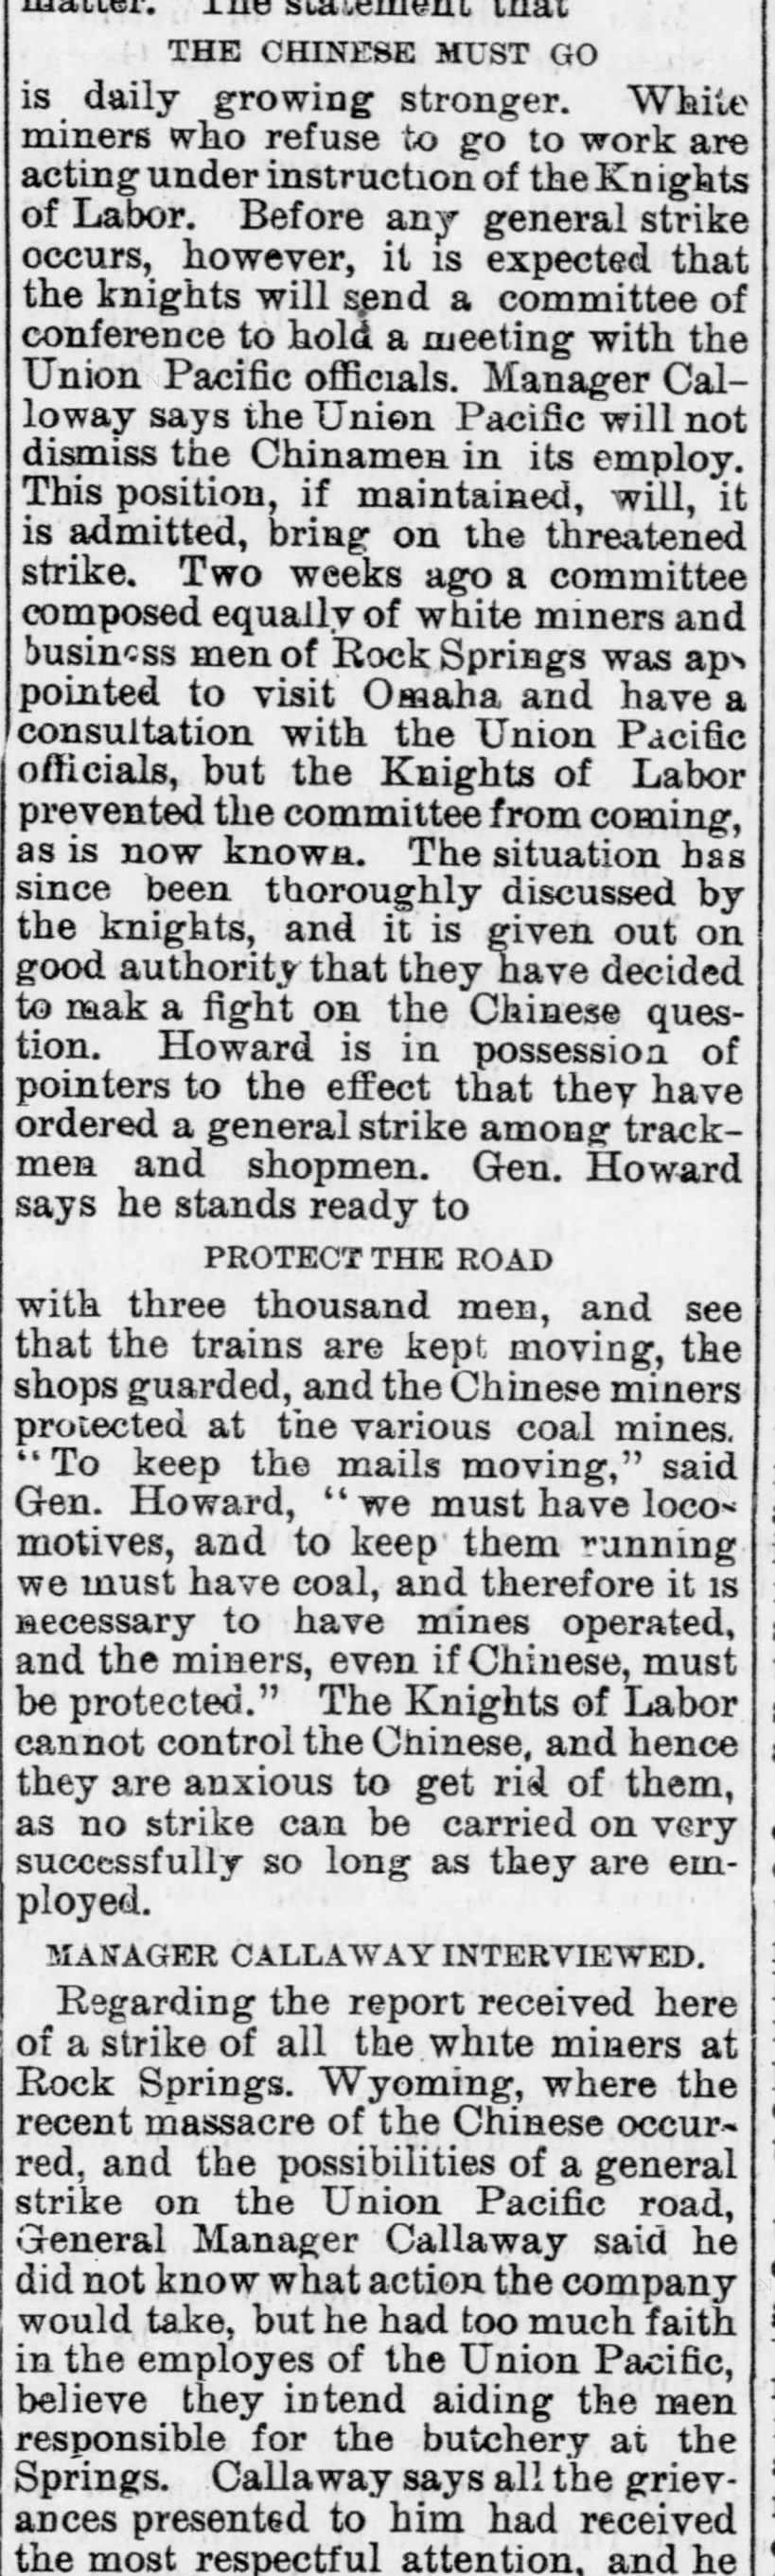 matter. The statement that
THE CHINESE MUST GO
is daily growing stronger. White
miners who refuse to go to work are
acting under instruction of the Knights
of Labor. Before any general strike
occurs, however, it is expected that
the knights will send a committee of
conference to hold a meeting with the
Union Pacific officials. Manager Cal-
loway says the Union Pacific will not
dismiss the Chinamen in its employ.
This position, if maintained, will, it
is admitted, bring on the threatened
strike. Two weeks ago a committee
composed equally of white miners and
business men of Rock Springs was ap-
pointed to visit Omaha and have a
consultation with the Union Pacific
officials, but the Knights of Labor
prevented the committee from coming,
as is now known. The situation has
since been thoroughly discussed by
the knights, and it is given out on
good authority that they have decided
to mak a fight on the Chinese ques-
tion. Howard is in possession of
pointers to the effect that they have
ordered a general strike among track-
men and shopmen. Gen. Howard
says he stands ready to
PROTECT THE ROAD
with three thousand men, and see
that the trains are kept moving, the
shops guarded, and the Chinese miners
protected at the various coal mines.
"To keep the mails moving," said
Gen. Howard, "we must have loco-
motives, and to keep them running
we must have coal, and therefore it is
necessary to have mines operated,
and the miners, even if Chinese, must
be protected." The Knights of Labor
cannot control the Chinese, and hence
they are anxious to get rid of them,
as no strike can be carried on very
successfully so long as they are em-
ployed.
MANAGER CALLAWAY INTERVIEWED.
Regarding the report received here
of a strike of all the white miners at
Rock Springs. Wyoming, where the
recent massacre of the Chinese occur-
red, and the possibilities of a general
strike on the Union Pacific road,
General Manager Callaway said he
did not know what action the company
would take, but he had too much faith
in the employes of the Union Pacific,
believe they intend aiding the men
responsible for the butchery at the
Springs. Callaway says all the griev-
ances presented to him had received
the most respectful attention, and he